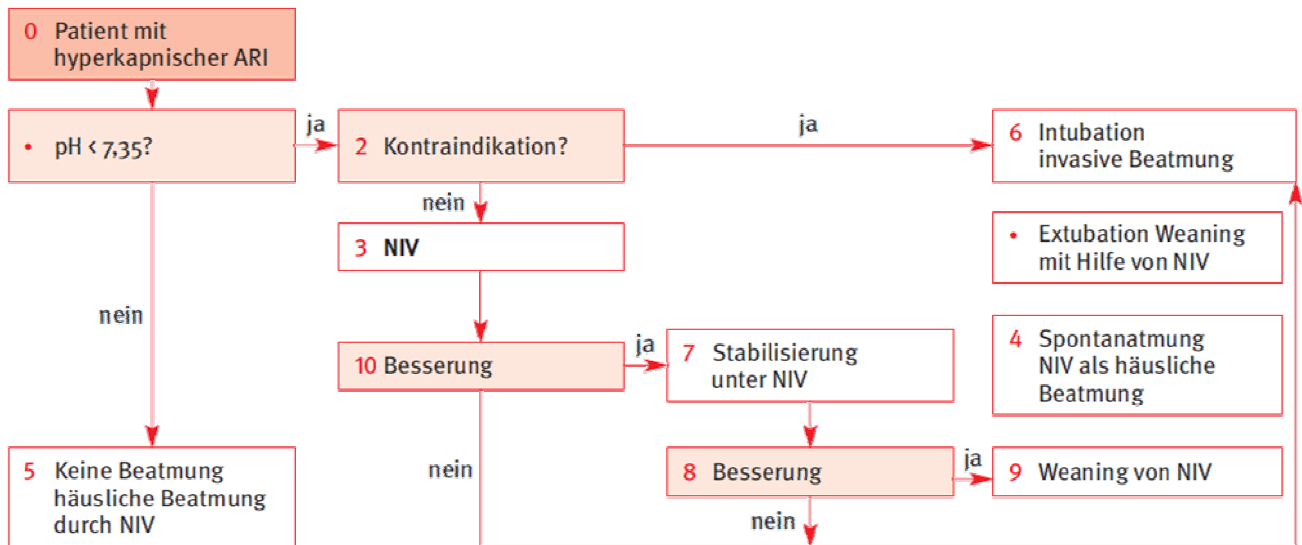 0 Patient mit
hyperkapnischer ARI
• pH < 7,35?
ja
2 Kontraindikation?
ja
6 Intubation
invasive Beatmung
nein
3 NIV
• Extubation Weaning
mit Hilfe von NIV
nein
10 Besserung
ja
7 Stabilisierung
unter NIV
4 Spontanatmung
NIV als häusliche
Beatmung
5 Keine Beatmung
häusliche Beatmung
durch NIV
nein
8 Besserung
ja
9 Weaning von NIV
nein